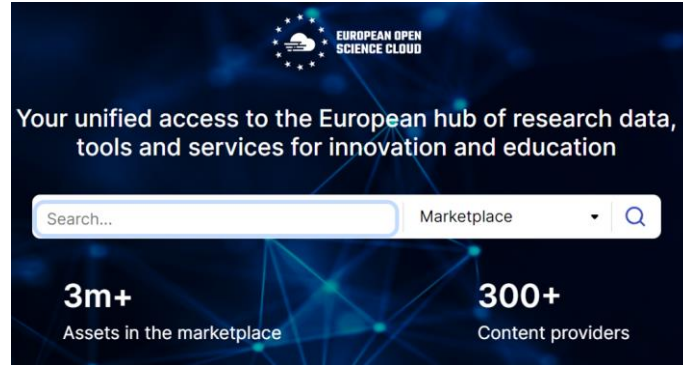 EUROPEAN OPEN
SCIENCE CLOUD
Your unified access to the European hub of research data,
tools and services for innovation and education
Search...
Marketplace
3m+
Assets in the marketplace
300+
Content providers